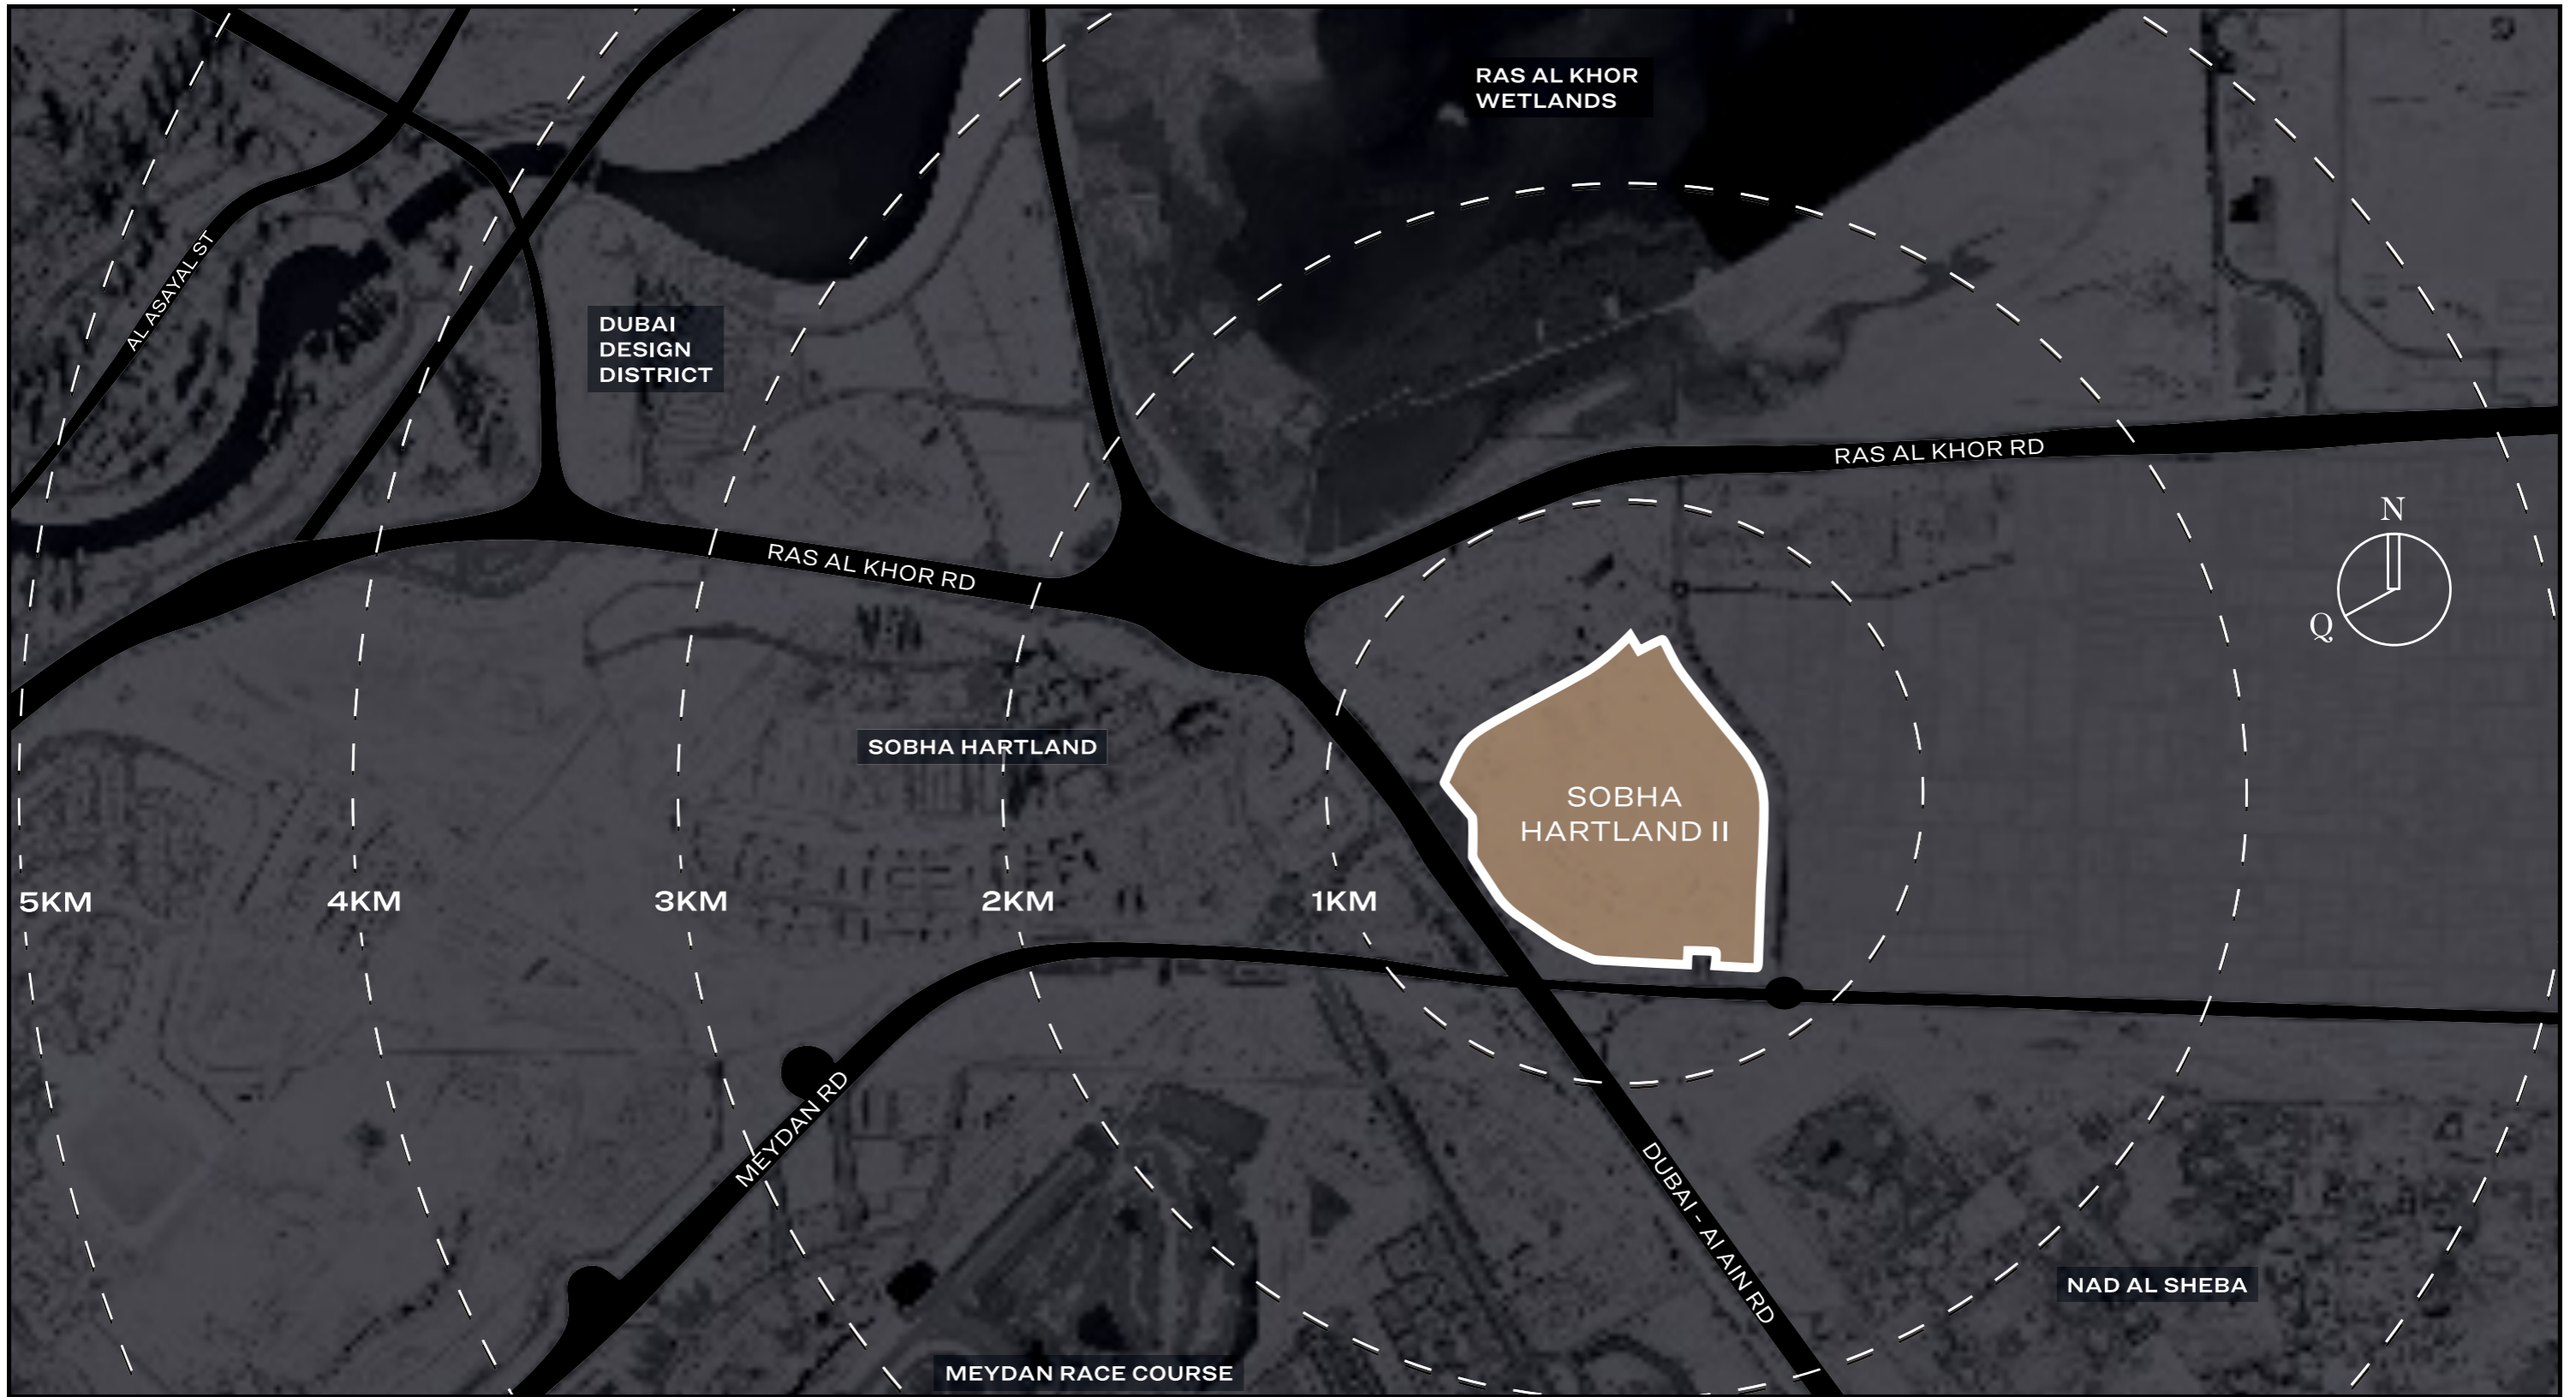 RAS AL KHOR
WETLANDS
AL ASAYAL ST
DUBAI
DESIGN
DISTRICT
RAS AL KHOR RD
N
Q
RAS AL KHOR RD
SOBHA HARTLAND
SOBHA
HARTLAND II
5KM
4KM
3KM
2KM
1KM
MEYDAN RD
DUBAI - Al AIN RD
NAD AL SHEBA
MEYDAN RACE COURSE